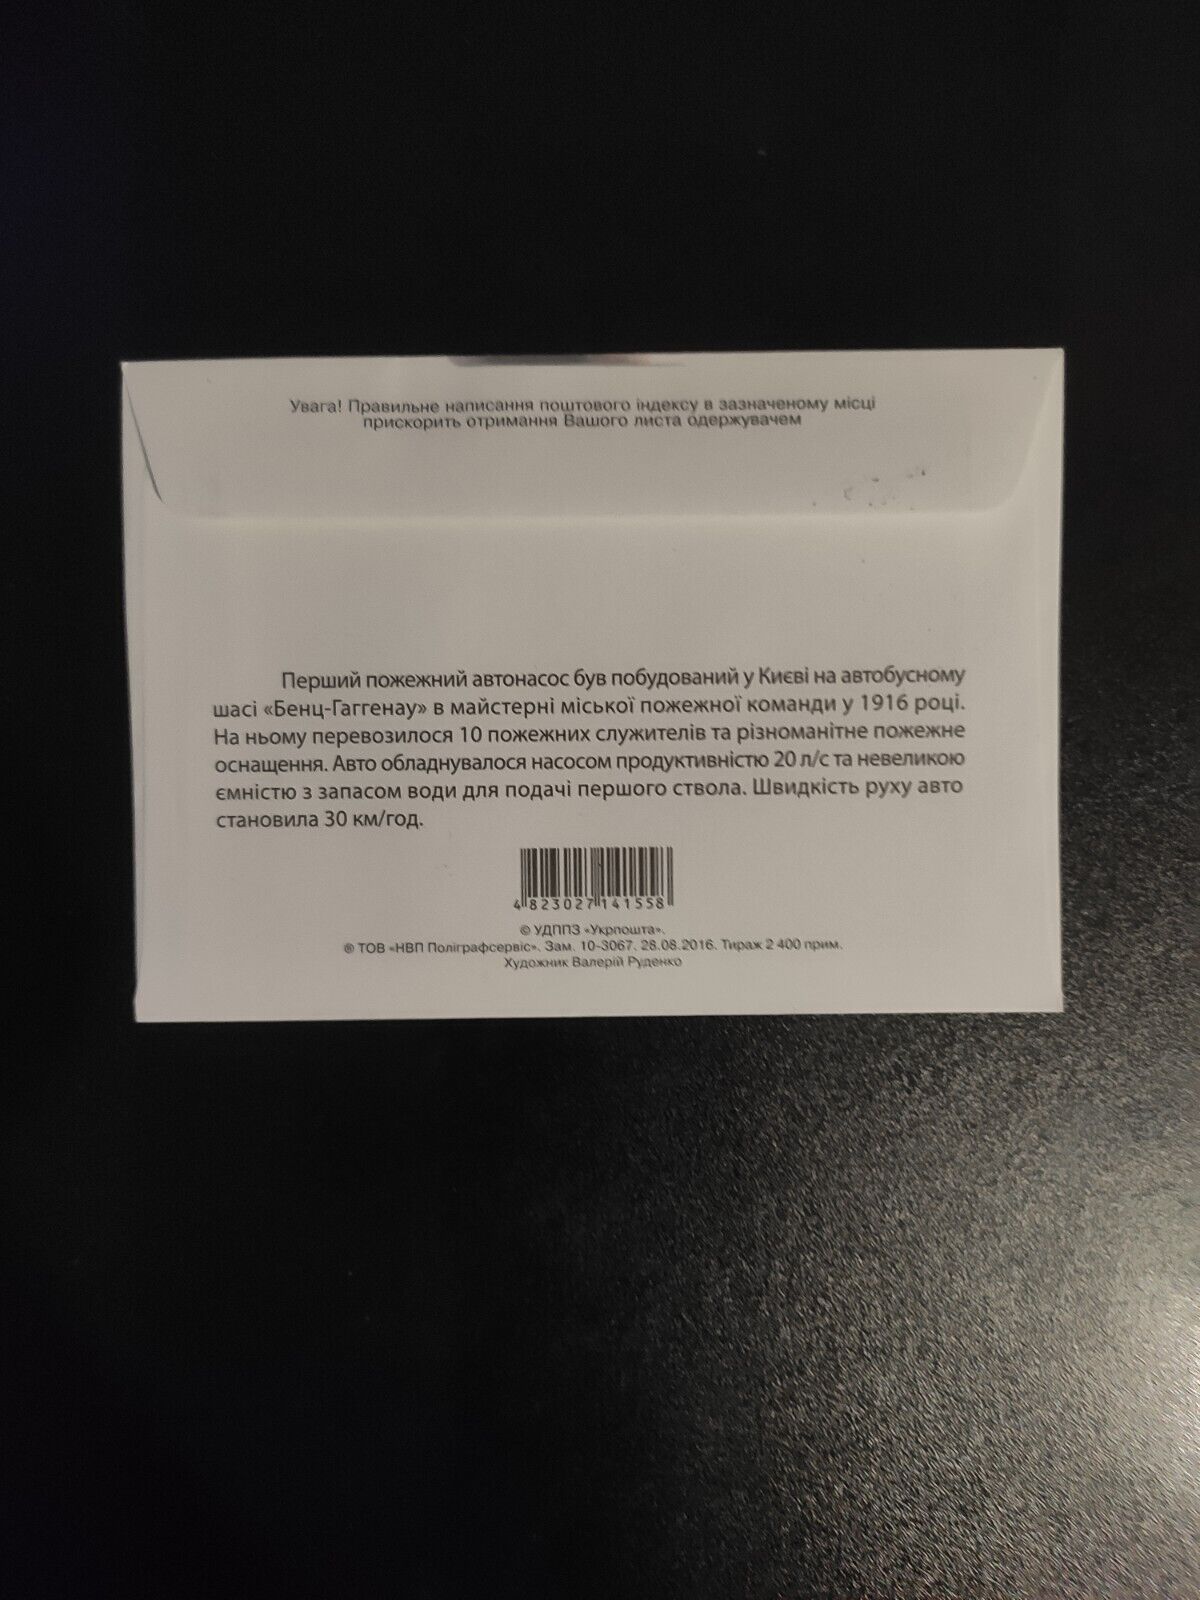 Увага! Правильне написання поштового індексу в зазначеному місці
прискорить отримання Вашого листа одержувачем
Перший пожежний автонасос був побудований у Києві на автобусному
шасі «Бенц-Гаггенау» в майстерні міської пожежної команди у 1916 році.
На ньому перевозилося 10 пожежних служителів та різноманітне пожежне
оснащення. Авто обладнувалося насосом продуктивністю 20 л/с та невеликою
ємністю з запасом води для подачі першого ствола. Швидкість руху авто
становила 30 км/год.
4 823027 141558
© УДППЗ «Укрпошта».
® ТОВ «НВП Поліграфсервіс». Зам. 10-3067. 28.08.2016. Тираж 2 400 прим.
Художник Валерій Руденко